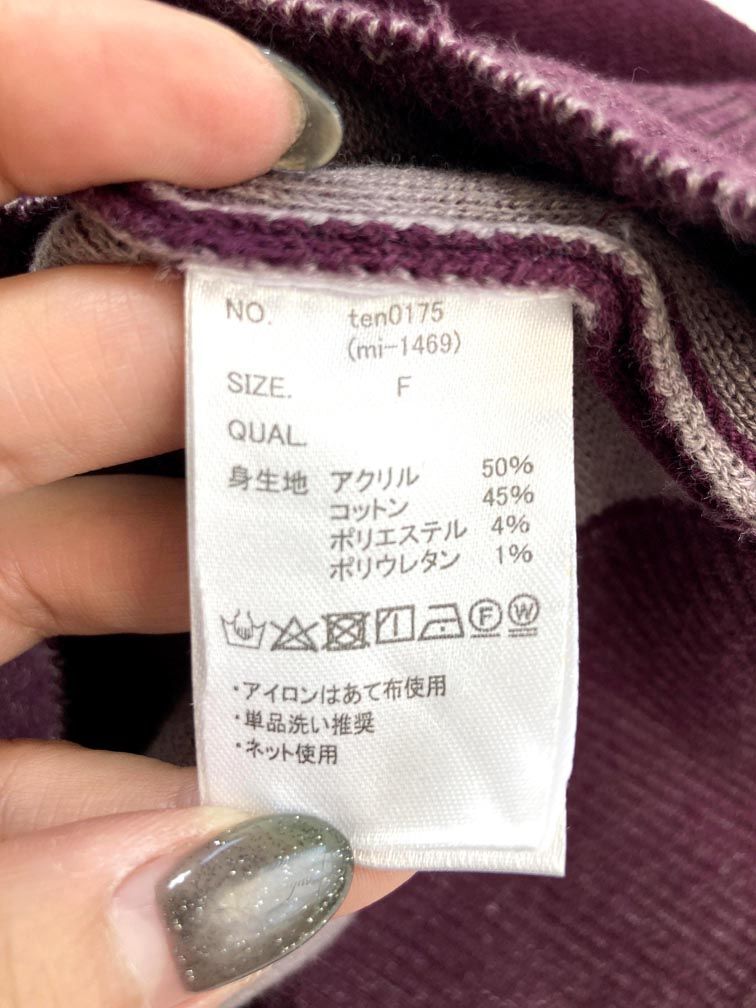 NO. ten0175
(mi-1469)
SIZE. F
QUAL.
身生地 アクリル 50%
コットン 45%
ポリエステル 4%
ポリウレタン 1%
F W
・アイロンはあて布使用
・単品洗い推奨
・ネット使用